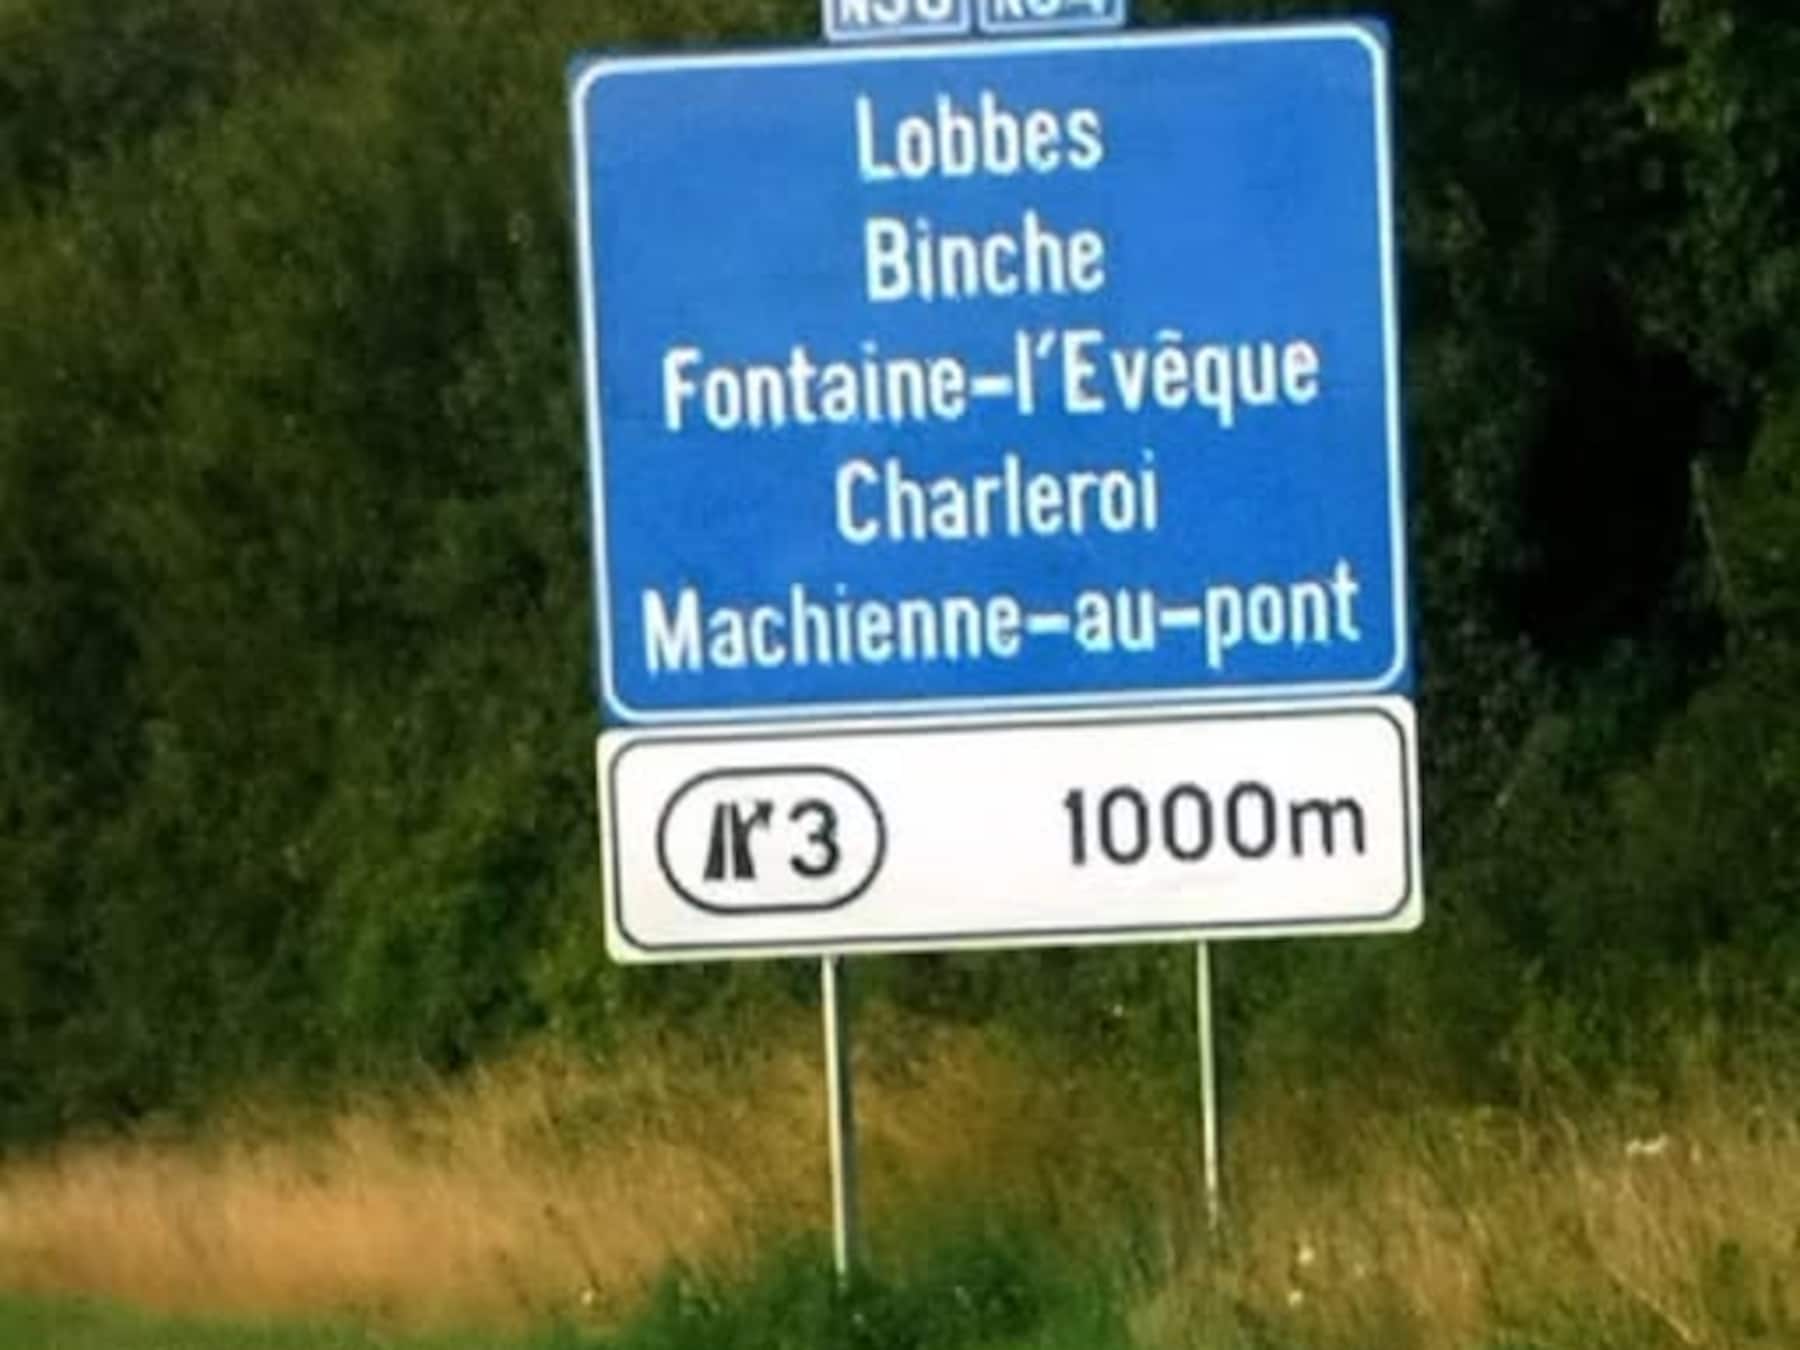 Lobbes
Binche
Fontaine-l'Evêque
Charleroi
Machienne-au-pont
3 1000m